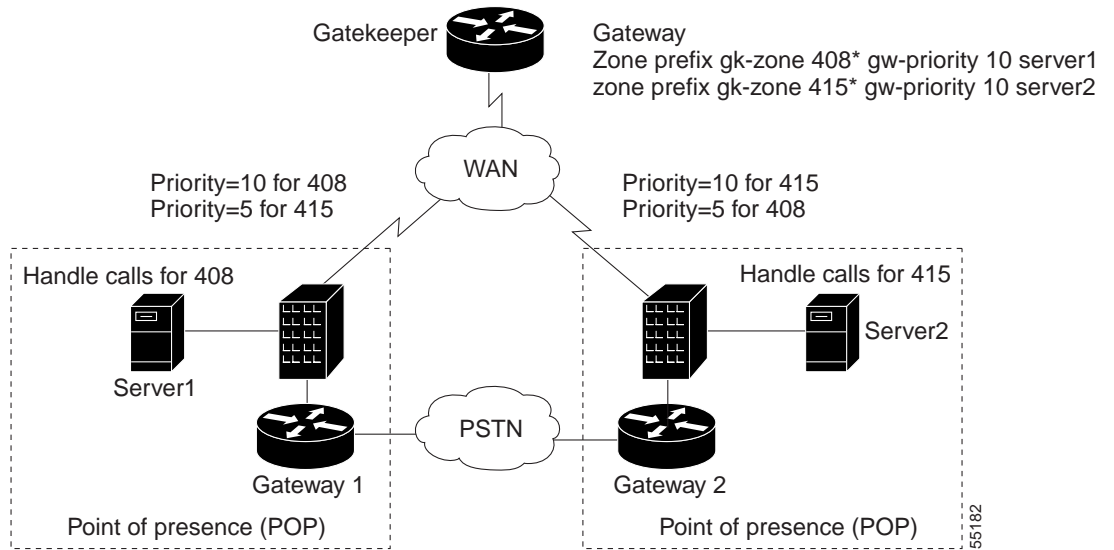 Gatekeeper
Gateway
Zone prefix gk-zone 408* gw-priority 10 server1
zone prefix gk-zone 415* gw-priority 10 server2
WAN
Priority=10 for 408
Priority=5 for 415
Priority=10 for 415
Priority=5 for 408
Handle calls for 408
Server1
Gateway 1
Point of presence (POP)
PSTN
Handle calls for 415
Server2
Gateway 2
Point of presence (POP)
55182